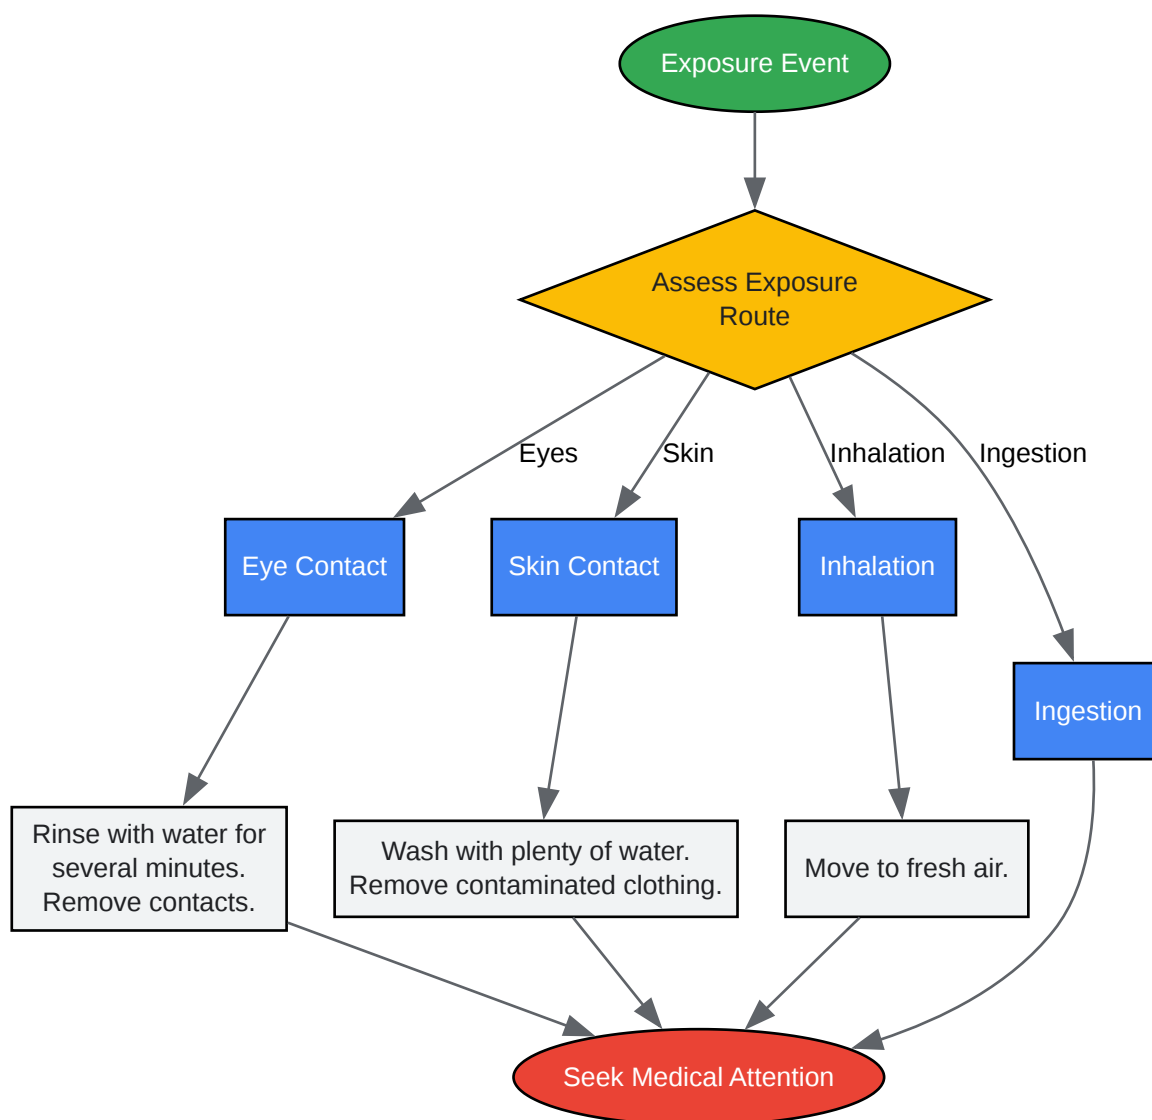 Exposure Event
Assess Exposure
Route
Eyes
Skin
Inhalation
Ingestion
Eye Contact
Skin Contact
Inhalation
Ingestion
Rinse with water for
several minutes.
Remove contacts.
Wash with plenty of water.
Remove contaminated clothing.
Move to fresh air.
Seek Medical Attention